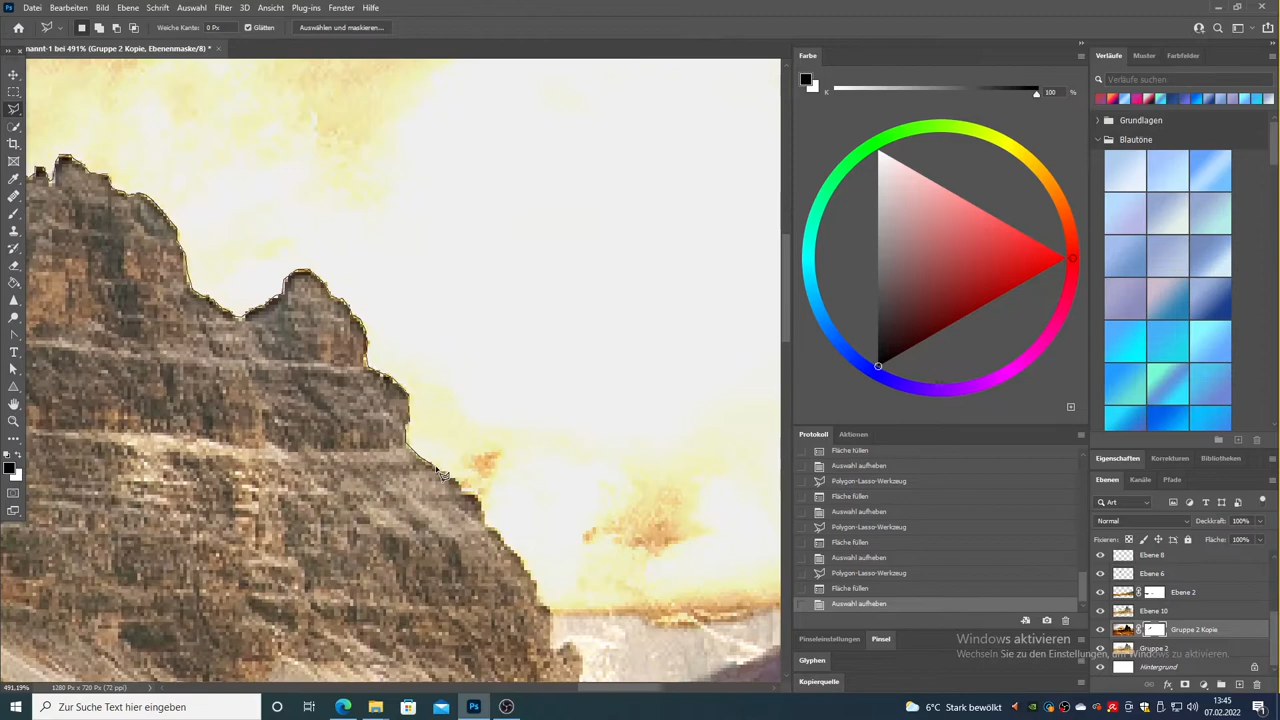 Ps Datei Bearbeiten Bild Ebene Schrift Auswahl Filter 3D Ansicht Plug-ins Fenster Hilfe
Weiche Kante: 0 Px Glätten Auswählen und maskieren...
nannt-1 bei 491% (Gruppe 2 Kopie, Ebenenmaske/8) *
Farbe
K 100 %
Verläufe Muster Farbfelder
Verläufe suchen
Grundlagen
Blautöne
Protokoll Aktionen
Fläche füllen
Auswahl aufheben
Polygon-Lasso-Werkzeug
Fläche füllen
Auswahl aufheben
Polygon-Lasso-Werkzeug
Fläche füllen
Auswahl aufheben
Polygon-Lasso-Werkzeug
Fläche füllen
Auswahl aufheben
Pinseleinstellungen Pinsel
Glyphen
Kopierquelle
Eigenschaften Korrekturen Bibliotheken
Ebenen Kanäle Pfade
Art
Normal Deckkraft: 100%
Fixieren: Fläche: 100%
Ebene 8
Ebene 6
Ebene 2
Ebene 10
Gruppe 2 Kopie
Gruppe 2
Hintergrund
Windows aktivieren
Wechseln Sie zu den Einstellungen, um Windows zu aktivieren.
491,19% 1280 Px x 720 Px (72 ppi)
Zur Suche Text hier eingeben
Ps
6°C Stark bewölkt
13:45
07.02.2022